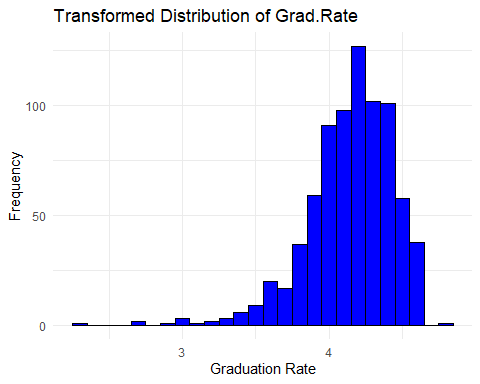 Transformed Distribution of Grad.Rate
Frequency
100
50
0
3
4
Graduation Rate